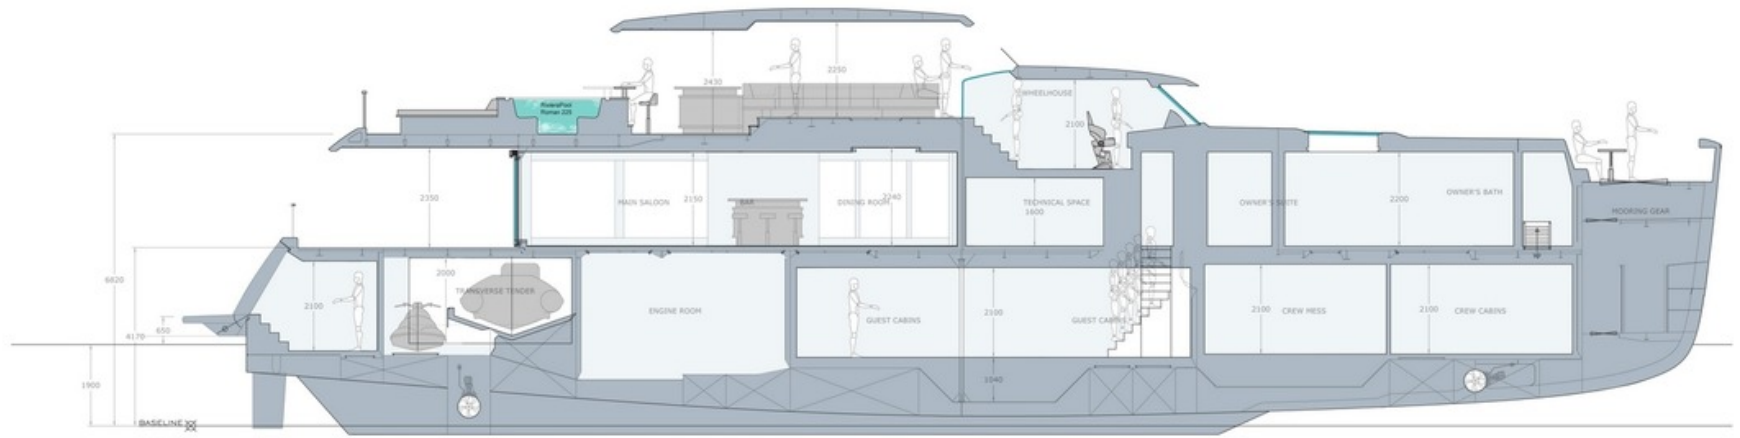 2430
2250
RivieraPool
Roman 225
WHEELHOUSE
2100
2350
MAIN SALOON
2150
BAR
DINING ROOM
2240
TECHNICAL SPACE
1600
OWNER'S SUITE
2200
OWNER'S BATH
MOORING GEAR
6820
4170
650
2100
2000
TRANSVERSE TENDER
ENGINE ROOM
GUEST CABINS
2100
GUEST CABINS
2100
CREW MESS
2100
CREW CABINS
1900
1040
BASELINE